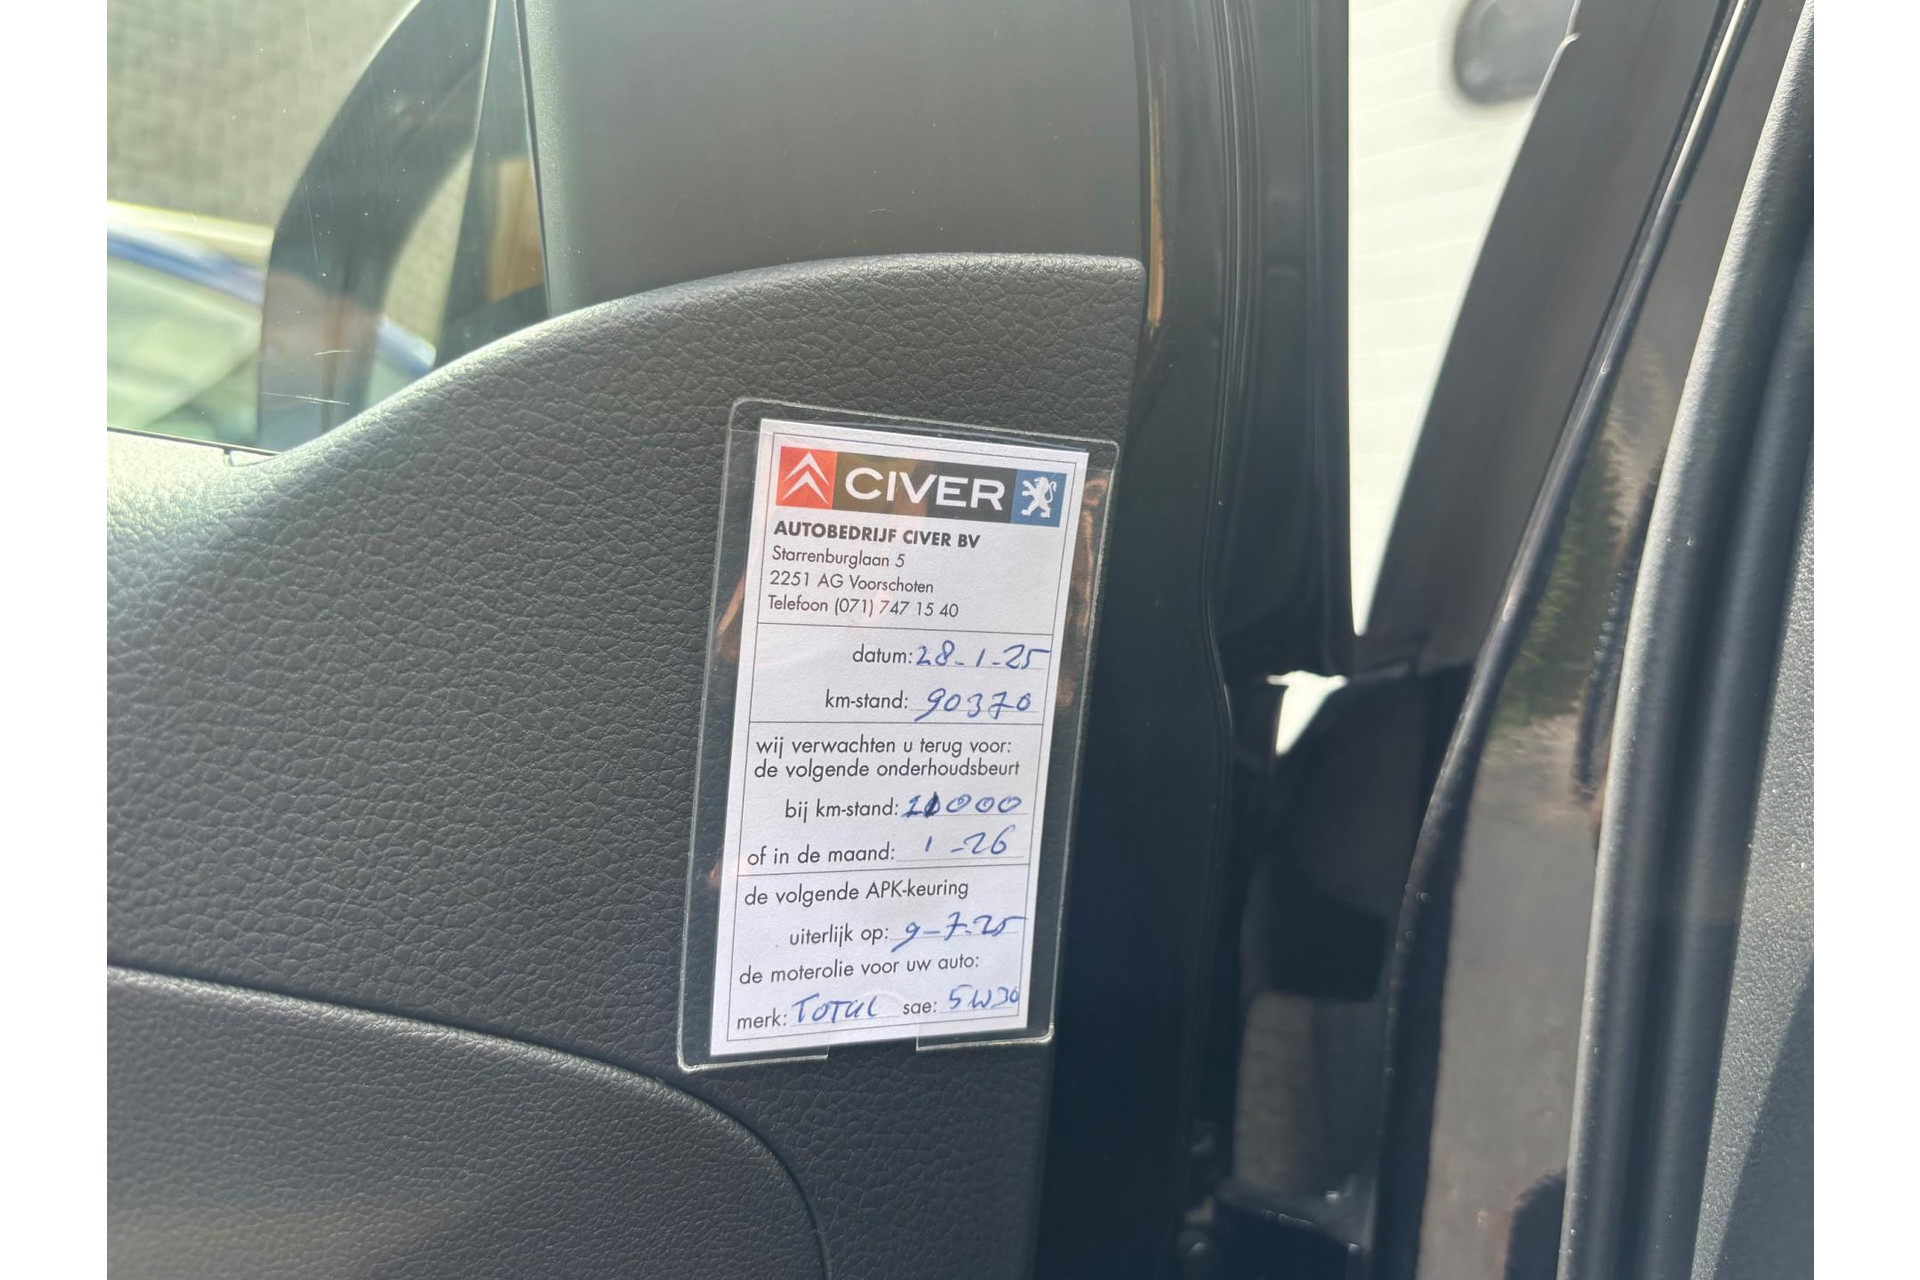 CIVER
AUTOBEDRIJF CIVER BV
Starrenburglaan 5
2251 AG Voorschoten
Telefoon (071) 747 15 40
datum: 28-1-25
km-stand: 90370
wij verwachten u terug voor:
de volgende onderhoudsbeurt
bij km-stand:
of in de maand: 1-26
de volgende APK-keuring
uiterlijk op: 9-7-25
de moterolie voor uw auto:
merk: TOTAL sae: 5W30